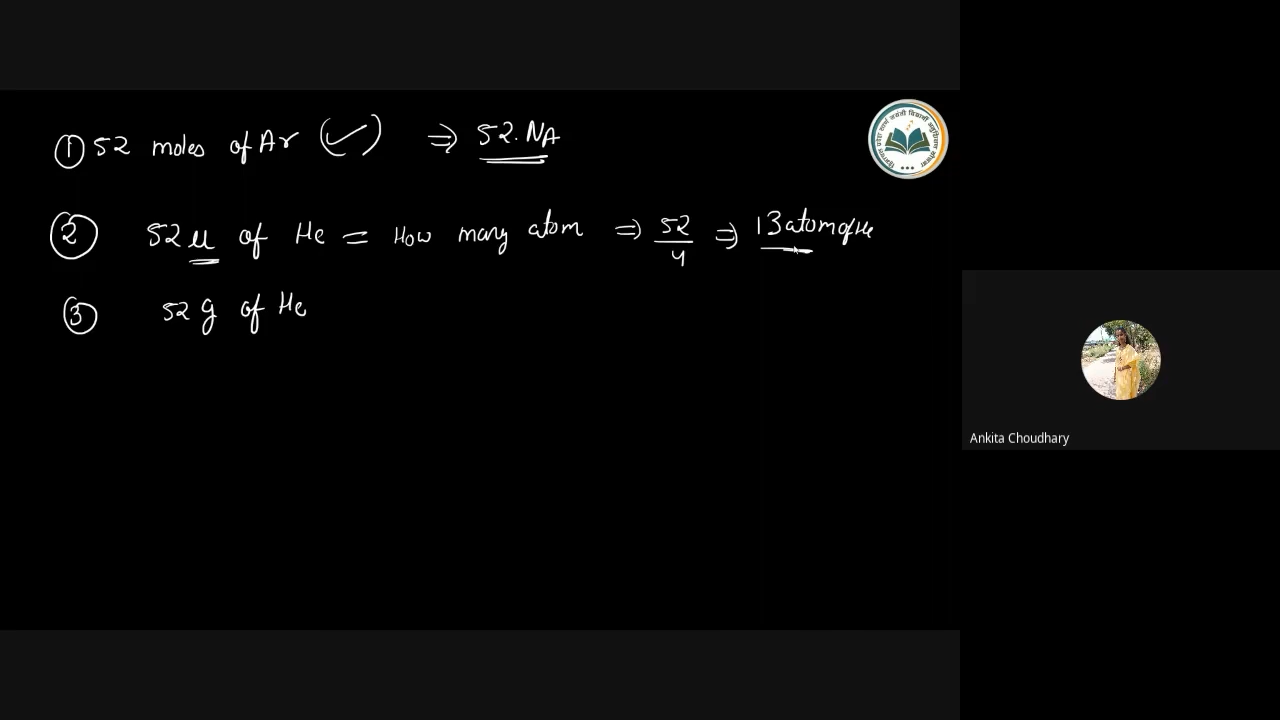 ① 52 moles of Ar (✓) ⇒ 52.NA
② 52 u of He = How many atom ⇒ 52/4 ⇒ 13 atom of He
③ 52 g of He
Ankita Choudhary